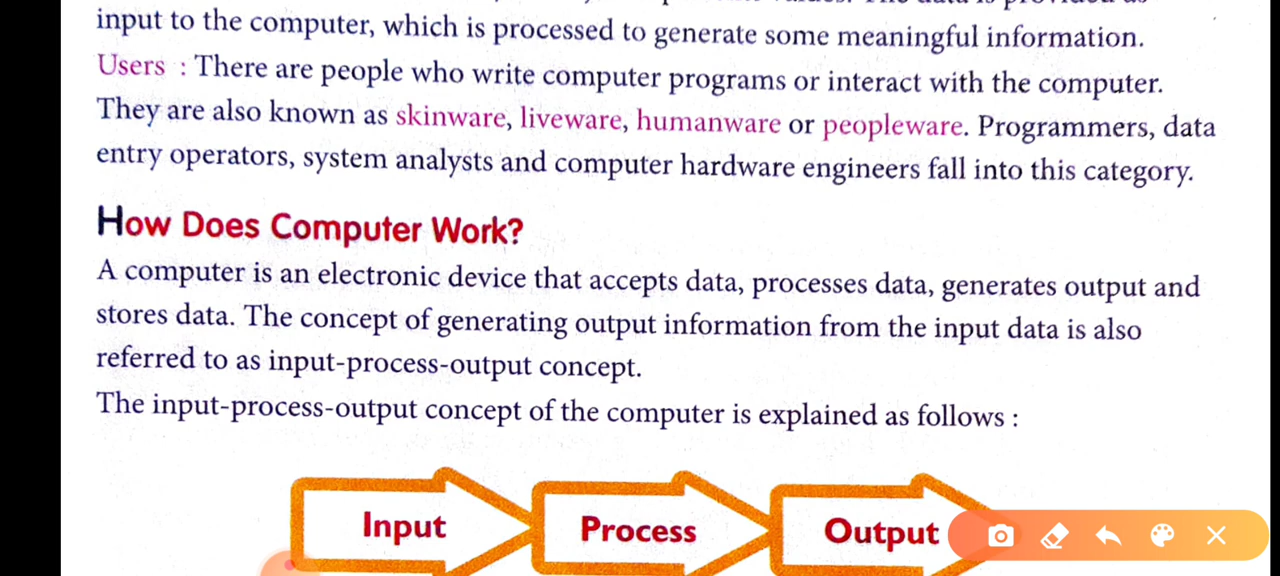 input to the computer, which is processed to generate some meaningful information.
Users : There are people who write computer programs or interact with the computer.
They are also known as skinware, liveware, humanware or peopleware. Programmers, data
entry operators, system analysts and computer hardware engineers fall into this category.
How Does Computer Work?
A computer is an electronic device that accepts data, processes data, generates output and
stores data. The concept of generating output information from the input data is also
referred to as input-process-output concept.
The input-process-output concept of the computer is explained as follows :
Input Process Output